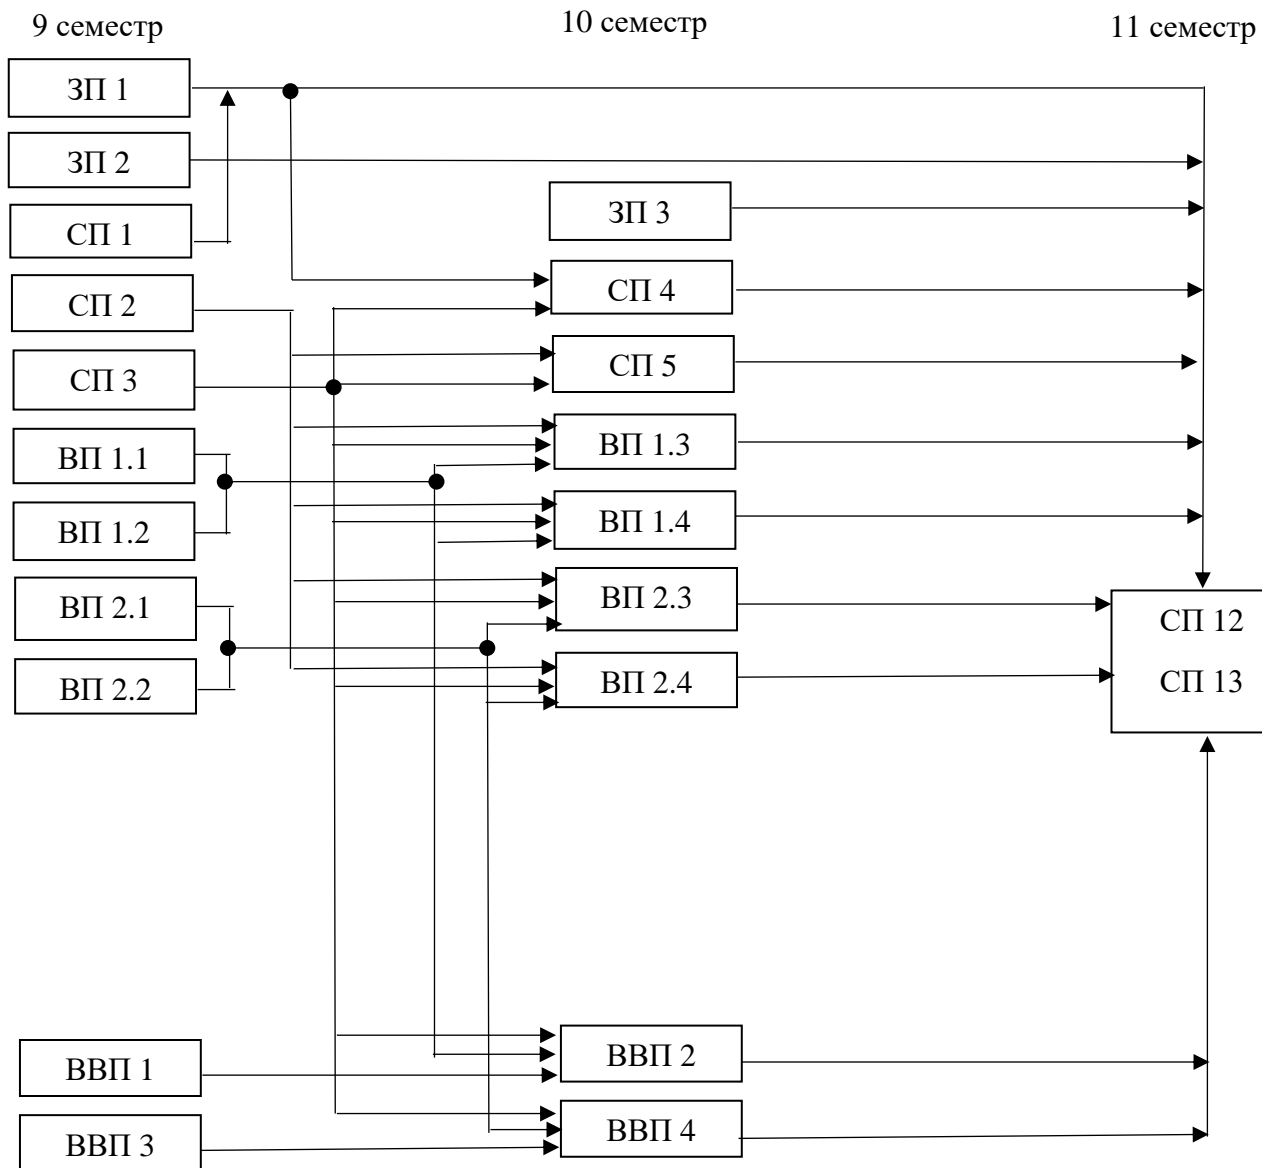 9 семестр
10 семестр
11 семестр
ЗП 1
ЗП 2
СП 1
СП 2
СП 3
ВП 1.1
ВП 1.2
ВП 2.1
ВП 2.2
ВВП 1
ВВП 3
ЗП 3
СП 4
СП 5
ВП 1.3
ВП 1.4
ВП 2.3
ВП 2.4
ВВП 2
ВВП 4
СП 12
СП 13